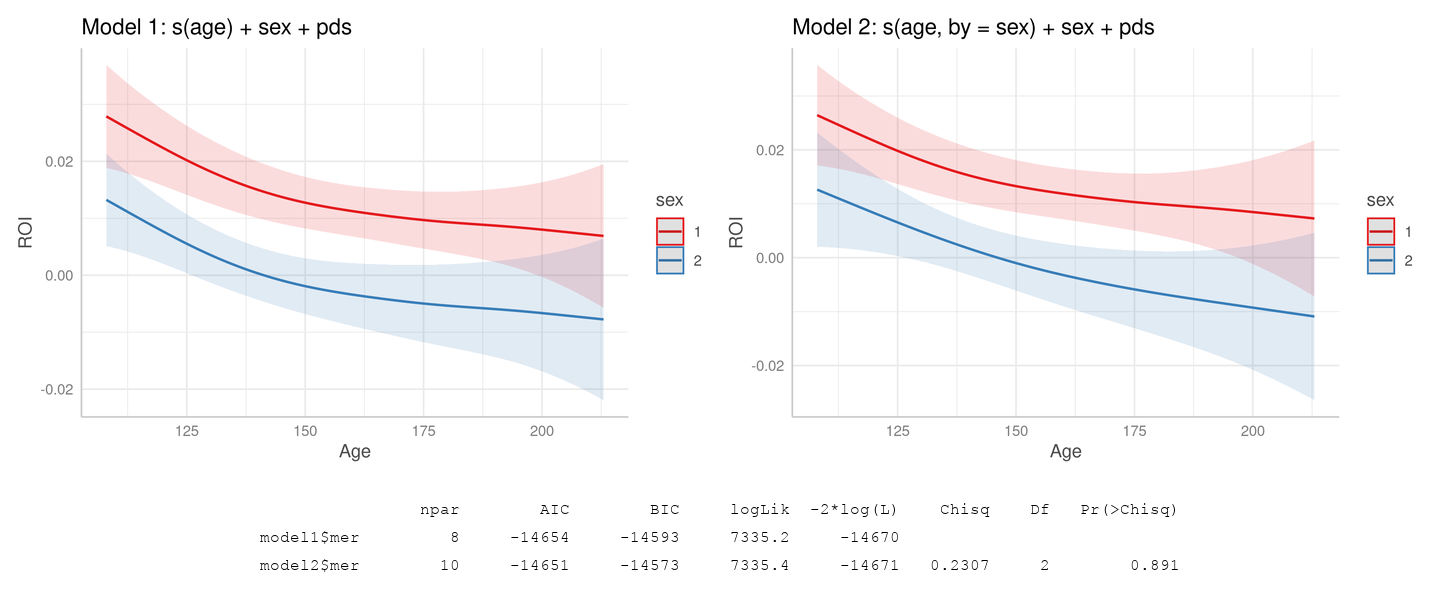 Model 1: s(age) + sex + pds
ROI
0.02
0.00
-0.02
125 150 175 200
Age
sex
1
2
Model 2: s(age, by = sex) + sex + pds
ROI
0.02
0.00
-0.02
125 150 175 200
Age
sex
1
2
npar AIC BIC logLik -2*log(L) Chisq Df Pr(>Chisq)
model1$mer 8 -14654 -14593 7335.2 -14670
model2$mer 10 -14651 -14573 7335.4 -14671 0.2307 2 0.891